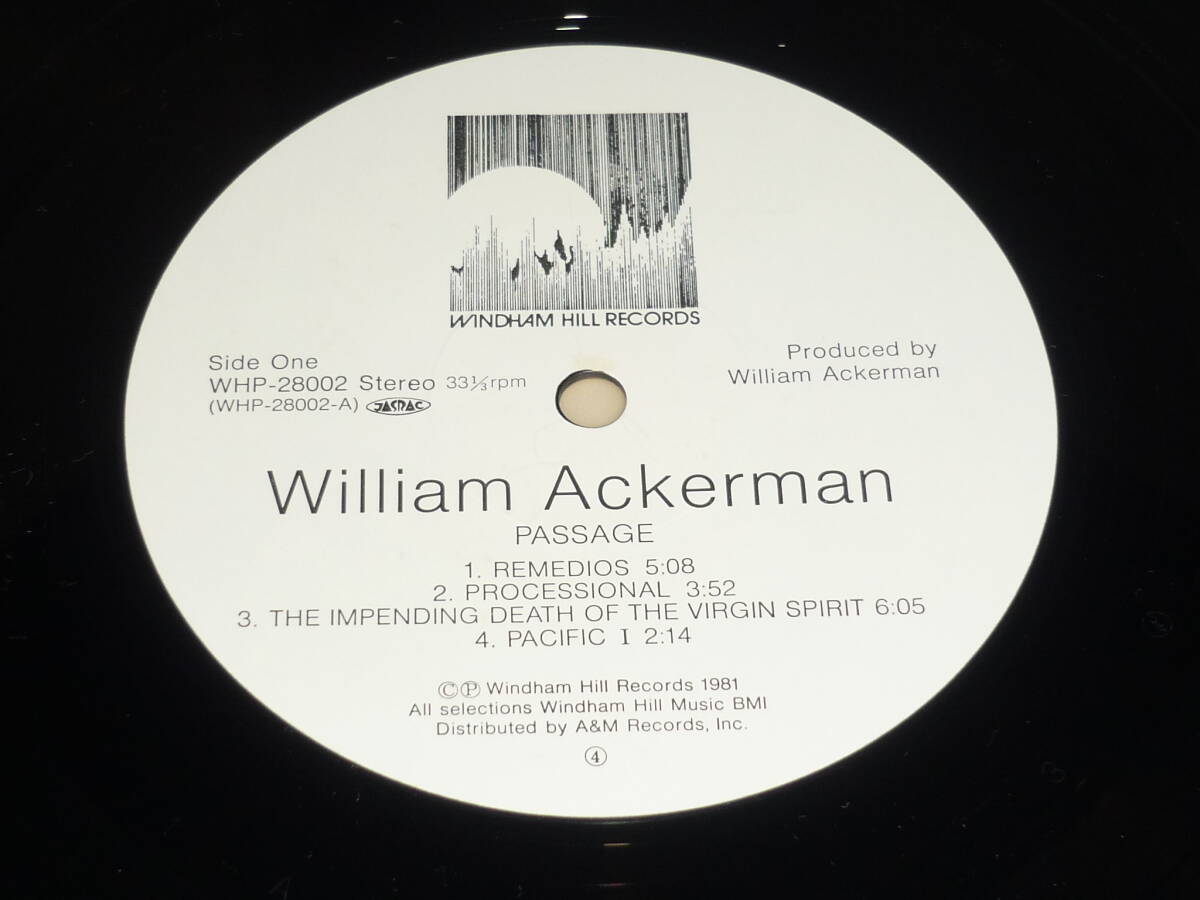 WINDHAM HILL RECORDS
Side One
WHP-28002 Stereo 33⅓rpm
(WHP-28002-A) JASRAC
Produced by
William Ackerman
William Ackerman
PASSAGE
1. REMEDIOS 5:08
2. PROCESSIONAL 3:52
3. THE IMPENDING DEATH OF THE VIRGIN SPIRIT 6:05
4. PACIFIC I 2:14
©℗ Windham Hill Records 1981
All selections Windham Hill Music BMI
Distributed by A&M Records, Inc.
④